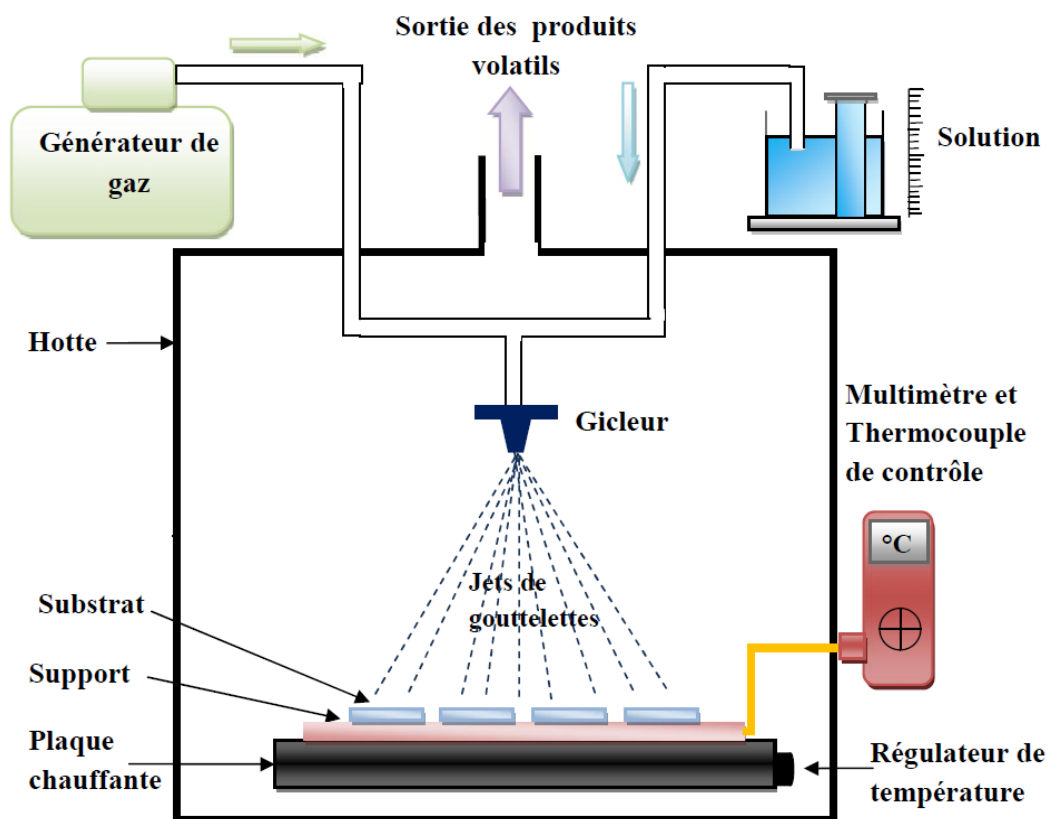 Sortie des produits
volatils
Générateur de
gaz
Solution
Hotte
Gicleur
Multimètre et
Thermocouple
de contrôle
°C
Jets de
gouttelettes
Substrat
Support
Plaque
chauffante
Régulateur de
température